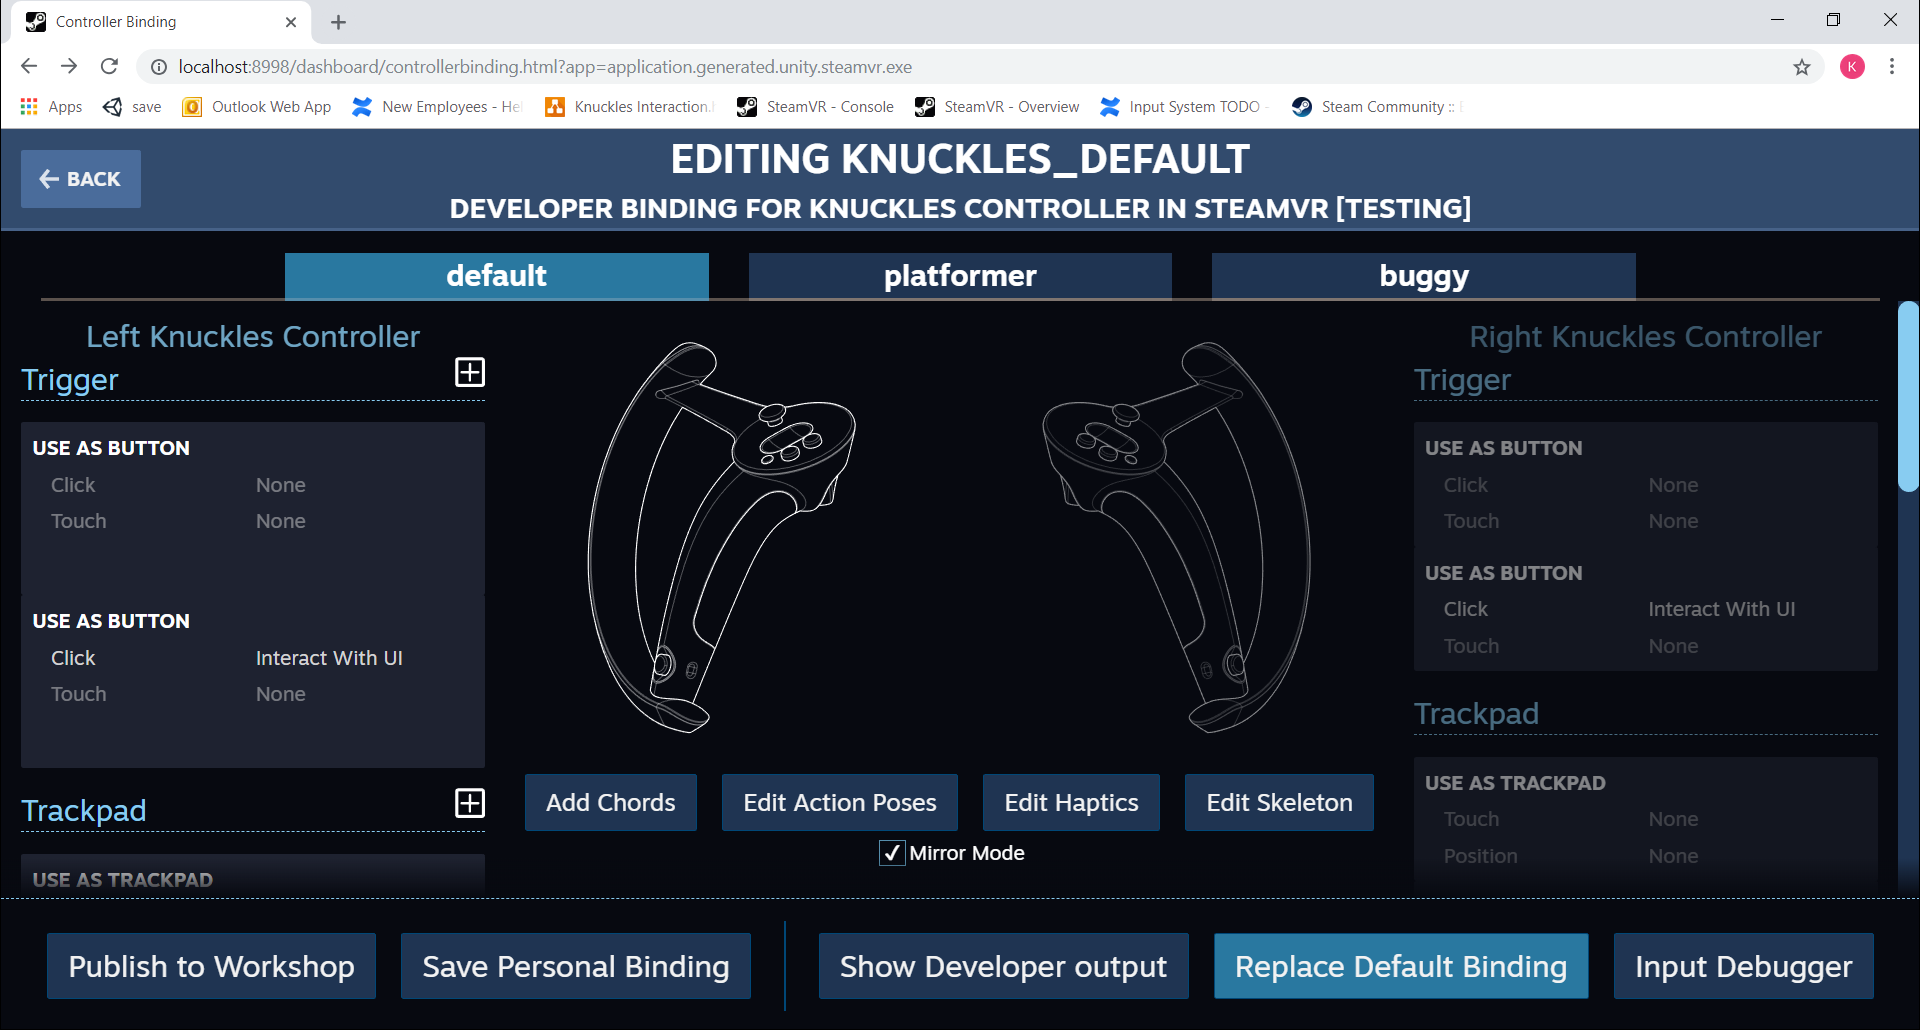 Controller Binding
localhost:8998/dashboard/controllerbinding.html?app=application.generated.unity.steamvr.exe
K
Apps save Outlook Web App New Employees - Hel Knuckles Interaction. SteamVR - Console SteamVR - Overview Input System TODO - Steam Community ::
BACK
EDITING KNUCKLES_DEFAULT
DEVELOPER BINDING FOR KNUCKLES CONTROLLER IN STEAMVR [TESTING]
default platformer buggy
Left Knuckles Controller
Trigger
USE AS BUTTON
Click None
Touch None
USE AS BUTTON
Click Interact With UI
Touch None
Trackpad
USE AS TRACKPAD
Add Chords Edit Action Poses Edit Haptics Edit Skeleton
Mirror Mode
Right Knuckles Controller
Trigger
USE AS BUTTON
Click None
Touch None
USE AS BUTTON
Click Interact With UI
Touch None
Trackpad
USE AS TRACKPAD
Touch None
Position None
Publish to Workshop Save Personal Binding Show Developer output Replace Default Binding Input Debugger